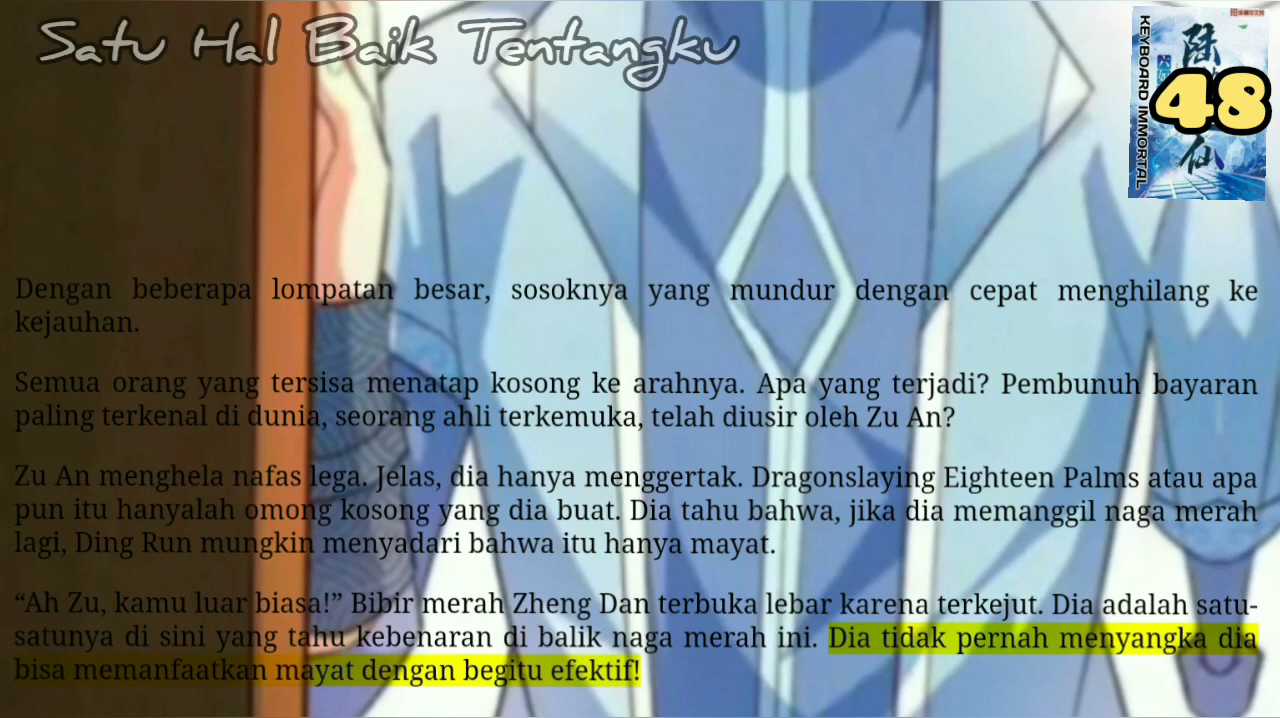 Satu Hal Baik Tentangku
KEYBOARD IMMORTAL
48
Dengan beberapa lompatan besar, sosoknya yang mundur dengan cepat menghilang ke
kejauhan.
Semua orang yang tersisa menatap kosong ke arahnya. Apa yang terjadi? Pembunuh bayaran
paling terkenal di dunia, seorang ahli terkemuka, telah diusir oleh Zu An?
Zu An menghela nafas lega. Jelas, dia hanya menggertak. Dragonslaying Eighteen Palms atau apa
pun itu hanyalah omong kosong yang dia buat. Dia tahu bahwa, jika dia memanggil naga merah
lagi, Ding Run mungkin menyadari bahwa itu hanya mayat.
“Ah Zu, kamu luar biasa!” Bibir merah Zheng Dan terbuka lebar karena terkejut. Dia adalah satu-
satunya di sini yang tahu kebenaran di balik naga merah ini. Dia tidak pernah menyangka dia
bisa memanfaatkan mayat dengan begitu efektif!